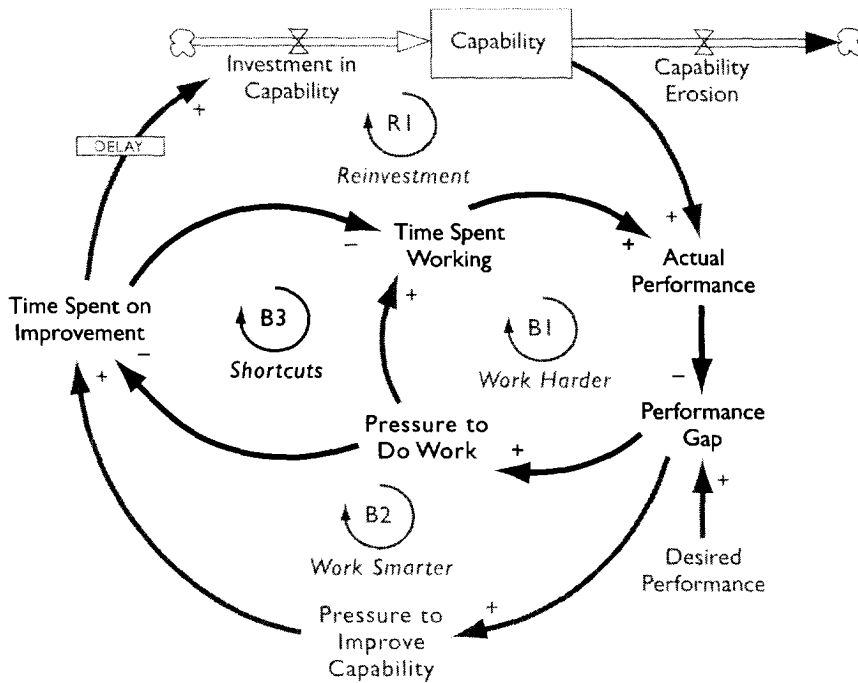 Investment in
Capability
Capability
Capability
Erosion
+
DELAY
R1
Reinvestment
Time Spent
Working
−
+
+
Actual
Performance
+
Time Spent on
Improvement
−
+
B3
Shortcuts
+
B1
Work Harder
−
Performance
Gap
Pressure to
Do Work
+
+
B2
Work Smarter
Desired
Performance
Pressure to
Improve
Capability
+